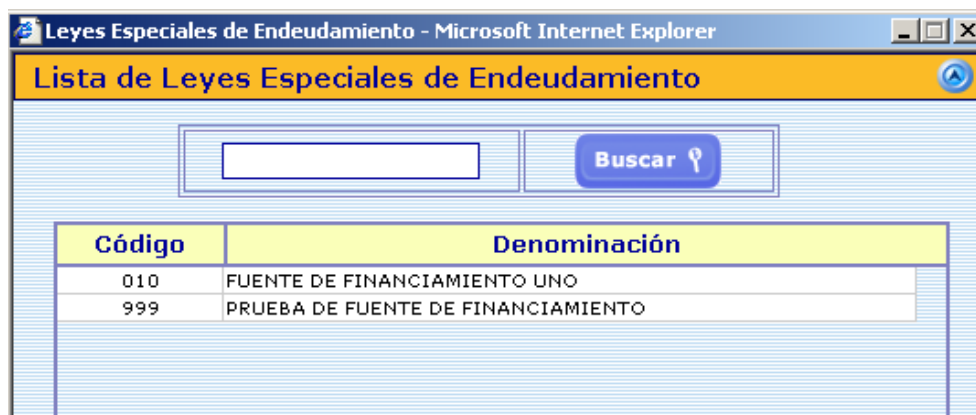 Leyes Especiales de Endeudamiento - Microsoft Internet Explorer
Lista de Leyes Especiales de Endeudamiento
Buscar
Código Denominación
010 FUENTE DE FINANCIAMIENTO UNO
999 PRUEBA DE FUENTE DE FINANCIAMIENTO